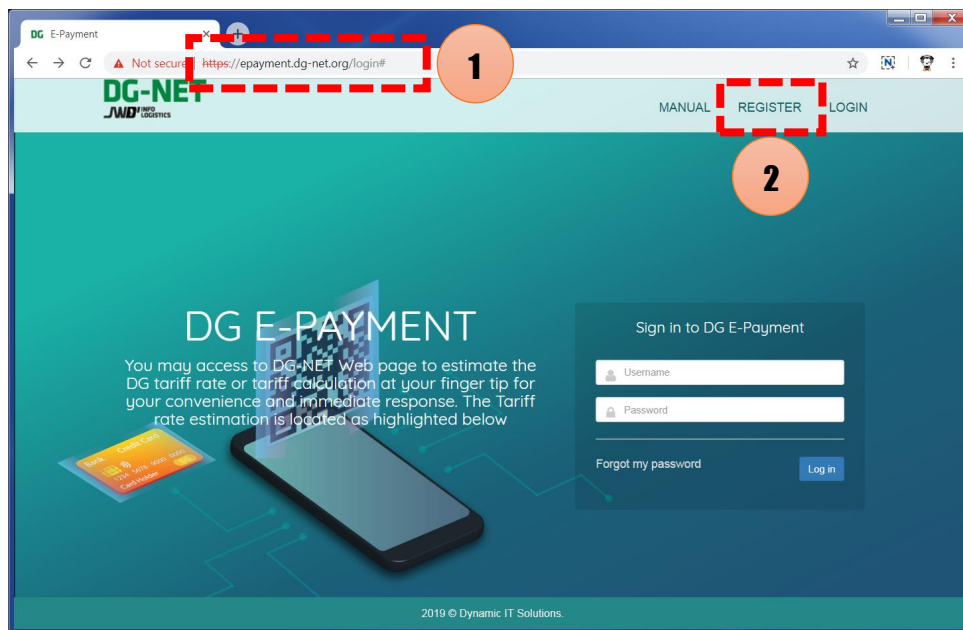 DG E-Payment
Not secure https://epayment.dg-net.org/login#
1
DG-NET
JWD INFO LOGISTICS
MANUAL REGISTER LOGIN
2
DG E-PAYMENT
You may access to DG-NET Web page to estimate the
DG tariff rate or tariff calculation at your finger tip for
your convenience and immediate response. The Tariff
rate estimation is located as highlighted below
Sign in to DG E-Payment
Username
Password
Forgot my password
Log in
Bank
Credit Card
1234 5678 9000 0000
Card Holder
2019 © Dynamic IT Solutions.